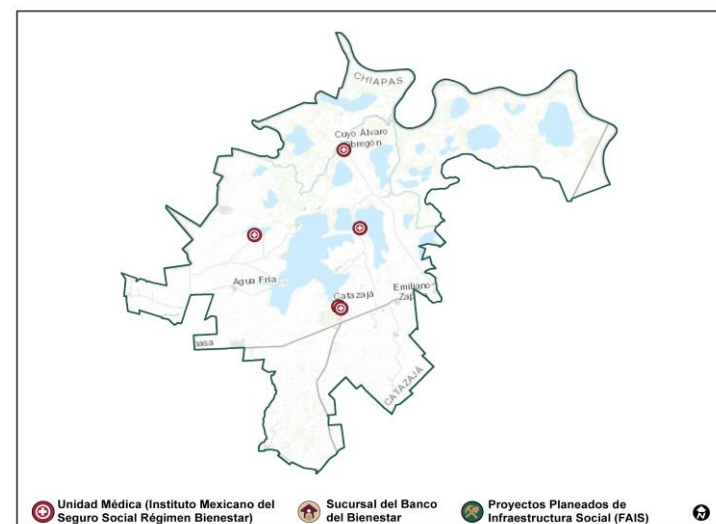 CHIAPAS
Cuyo Álvaro
Obregón
Agua Fría
Catazajá
Emiliano
Zap
pasa
CATAZAJÁ
Unidad Médica (Instituto Mexicano del
Seguro Social Régimen Bienestar)
Sucursal del Banco
del Bienestar
Proyectos Planeados de
Infraestructura Social (FAIS)
N